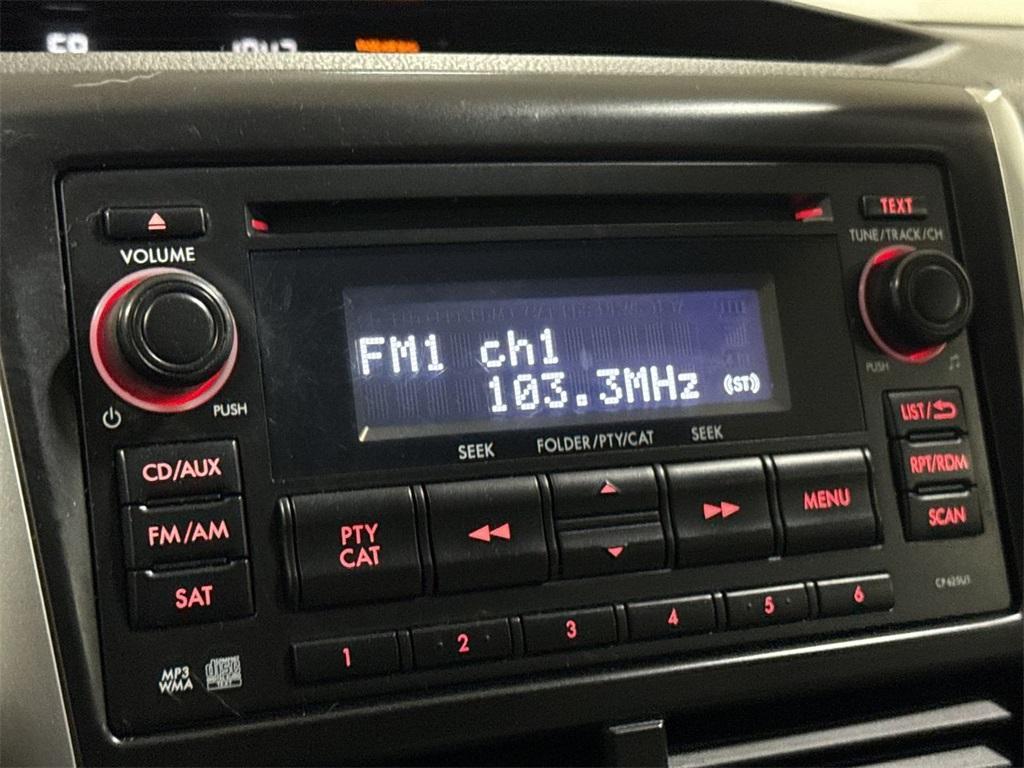 TEXT
VOLUME
TUNE/TRACK/CH
FM1 ch1
103.3MHz (ST)
PUSH
PUSH
SEEK
FOLDER/PTY/CAT
SEEK
LIST/
CD/AUX
RPT/RDM
FM/AM
PTY
CAT
MENU
SCAN
SAT
CP625U1
1
2
3
4
5
6
MP3
WMA